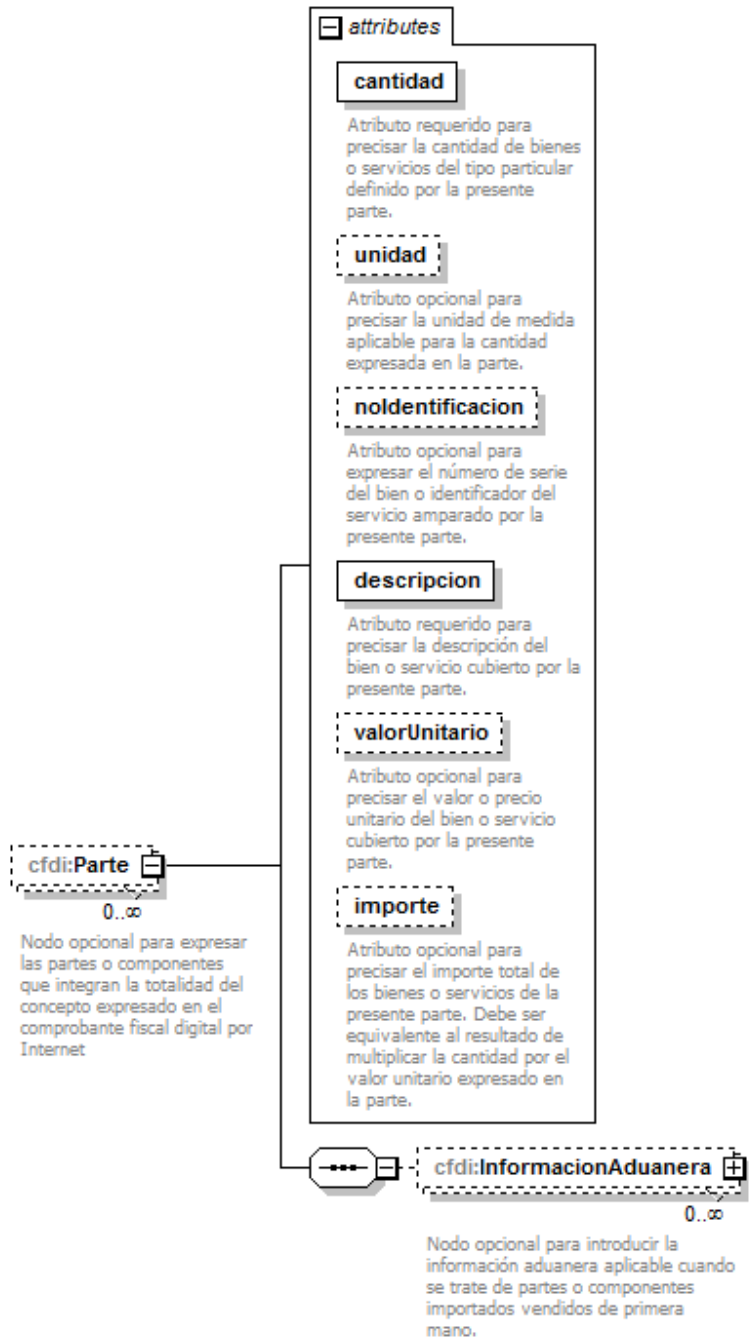 attributes
cantidad
Atributo requerido para
precisar la cantidad de bienes
o servicios del tipo particular
definido por la presente
parte.
unidad
Atributo opcional para
precisar la unidad de medida
aplicable para la cantidad
expresada en la parte.
noIdentificacion
Atributo opcional para
expresar el número de serie
del bien o identificador del
servicio amparado por la
presente parte.
descripcion
Atributo requerido para
precisar la descripción del
bien o servicio cubierto por la
presente parte.
valorUnitario
Atributo opcional para
precisar el valor o precio
unitario del bien o servicio
cubierto por la presente
parte.
importe
Atributo opcional para
precisar el importe total de
los bienes o servicios de la
presente parte. Debe ser
equivalente al resultado de
multiplicar la cantidad por el
valor unitario expresado en
la parte.
cfdi:Parte
0..∞
Nodo opcional para expresar
las partes o componentes
que integran la totalidad del
concepto expresado en el
comprobante fiscal digital por
Internet
cfdi:InformacionAduanera
0..∞
Nodo opcional para introducir la
información aduanera aplicable cuando
se trate de partes o componentes
importados vendidos de primera
mano.